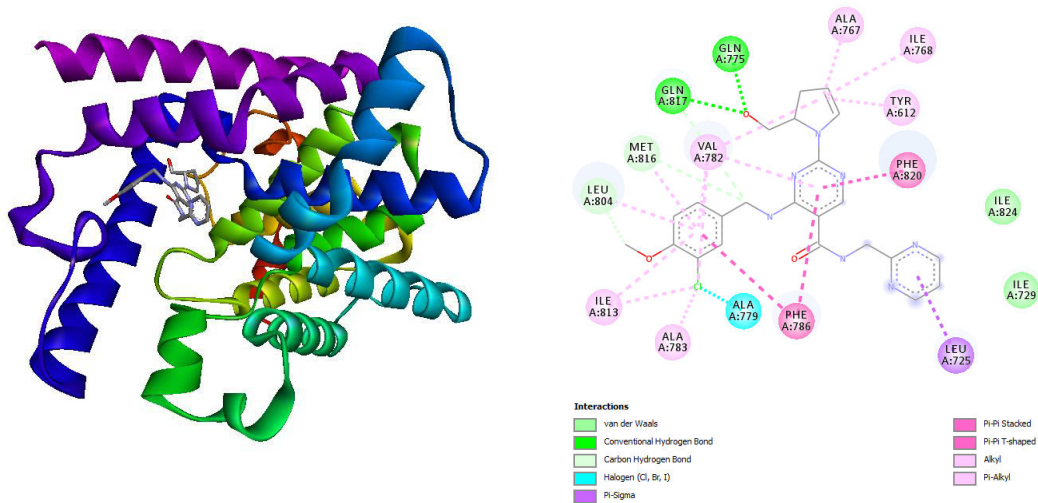 ALA
A:767
ILE
A:768
GLN
A:775
GLN
A:817
TYR
A:612
MET
A:816
VAL
A:782
PHE
A:820
LEU
A:804
ILE
A:824
N
N
N
N
O
O
O
N
N
N
Cl
ILE
A:729
ILE
A:813
ALA
A:779
PHE
A:786
ALA
A:783
LEU
A:725
Interactions
van der Waals
Conventional Hydrogen Bond
Carbon Hydrogen Bond
Halogen (Cl, Br, I)
Pi-Sigma
Pi-Pi Stacked
Pi-Pi T-shaped
Alkyl
Pi-Alkyl